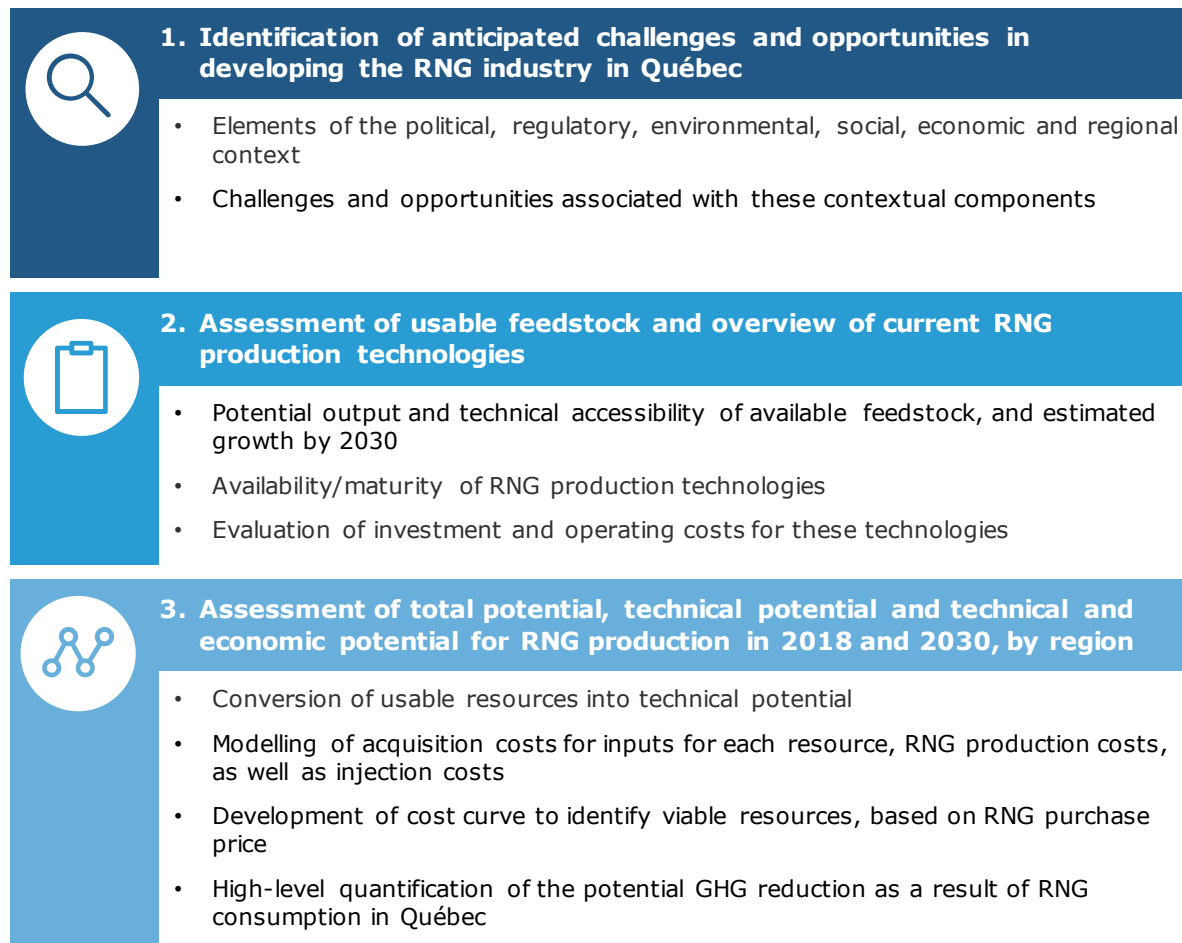 1. Identification of anticipated challenges and opportunities in
developing the RNG industry in Québec
• Elements of the political, regulatory, environmental, social, economic and regional
context
• Challenges and opportunities associated with these contextual components
2. Assessment of usable feedstock and overview of current RNG
production technologies
• Potential output and technical accessibility of available feedstock, and estimated
growth by 2030
• Availability/maturity of RNG production technologies
• Evaluation of investment and operating costs for these technologies
3. Assessment of total potential, technical potential and technical and
economic potential for RNG production in 2018 and 2030, by region
• Conversion of usable resources into technical potential
• Modelling of acquisition costs for inputs for each resource, RNG production costs,
as well as injection costs
• Development of cost curve to identify viable resources, based on RNG purchase
price
• High-level quantification of the potential GHG reduction as a result of RNG
consumption in Québec